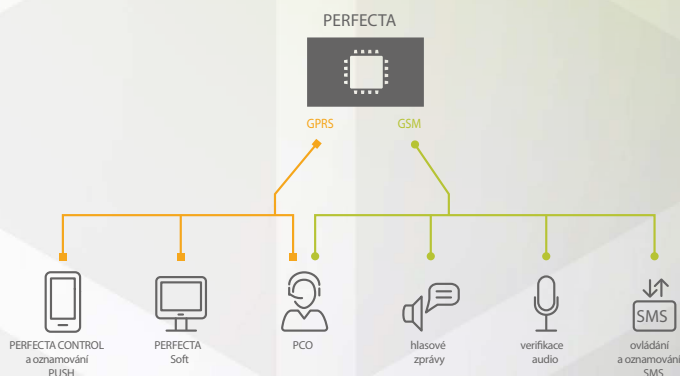 PERFECTA
GPRS
GSM
PERFECTA CONTROL
a oznamování
PUSH
PERFECTA
Soft
PCO
hlasové
zprávy
verifikace
audio
SMS
ovládání
a oznamování
SMS